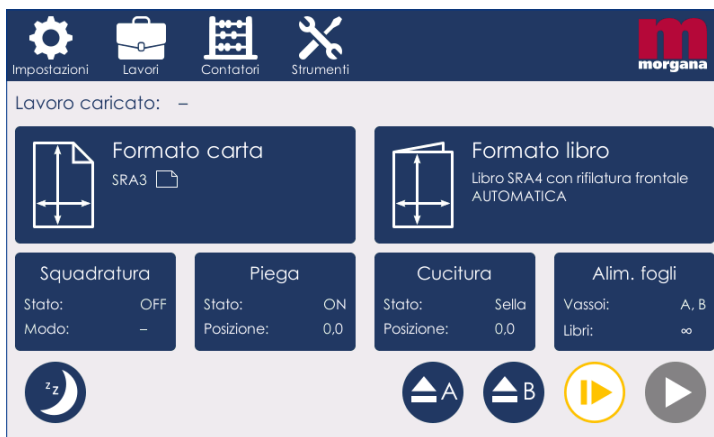 Impostazioni
Lavori
Contatori
Strumenti
morgana
Lavoro caricato: –
Formato carta
SRA3
Formato libro
Libro SRA4 con rifilatura frontale
AUTOMATICA
Squadratura
Stato: OFF
Modo: –
Piega
Stato: ON
Posizione: 0,0
Cucitura
Stato: Sella
Posizione: 0,0
Alim. fogli
Vassoi: A, B
Libri: ∞
z z
A
B